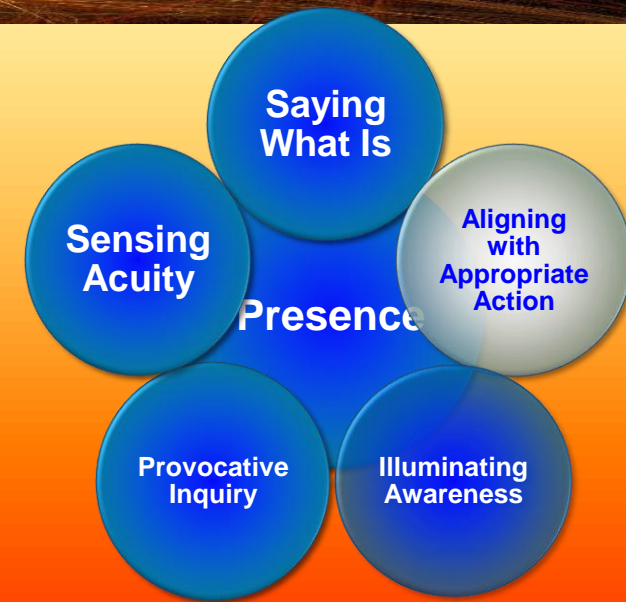 Saying
What Is
Aligning
with
Appropriate
Action
Sensing
Acuity
Presence
Provocative
Inquiry
Illuminating
Awareness